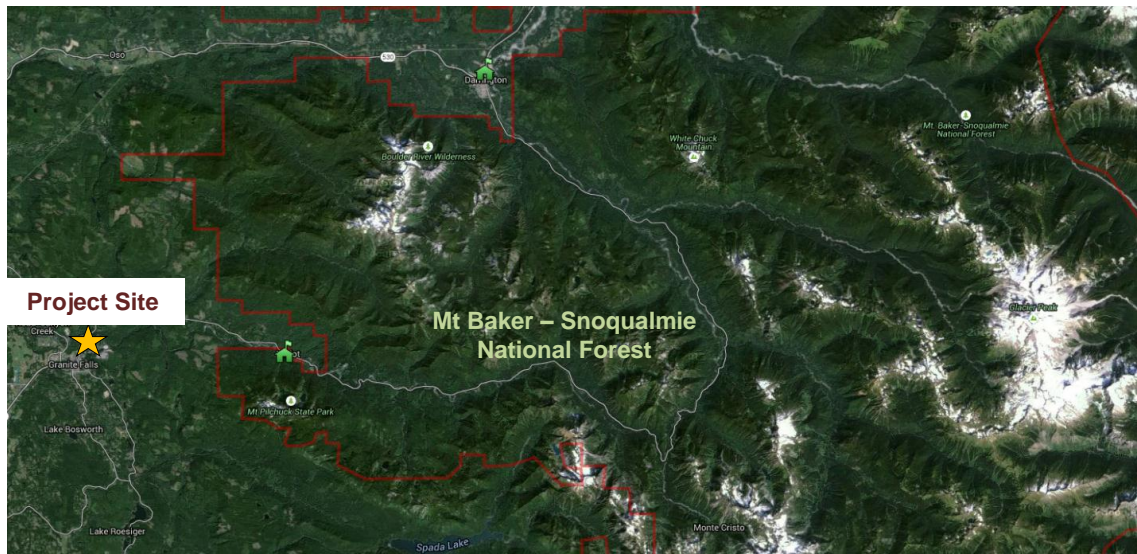 Oso
530
Darrington
Mt. Baker-Snoqualmie
National Forest
White Chuck
Mountain
Boulder River Wilderness
Project Site
Glacier Peak
Mt Baker – Snoqualmie
National Forest
Creek
Granite Falls
Mt Pilchuck State Park
Lake Bosworth
Lake Roesiger
Monte Cristo
Spada Lake